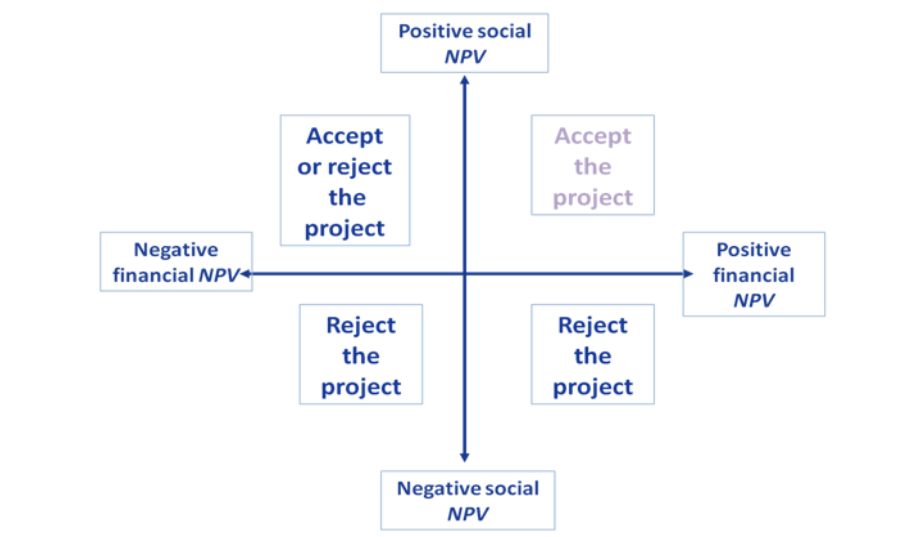 Positive social
NPV
Accept
or reject
the
project
Accept
the
project
Negative
financial NPV
Positive
financial
NPV
Reject
the
project
Reject
the
project
Negative social
NPV